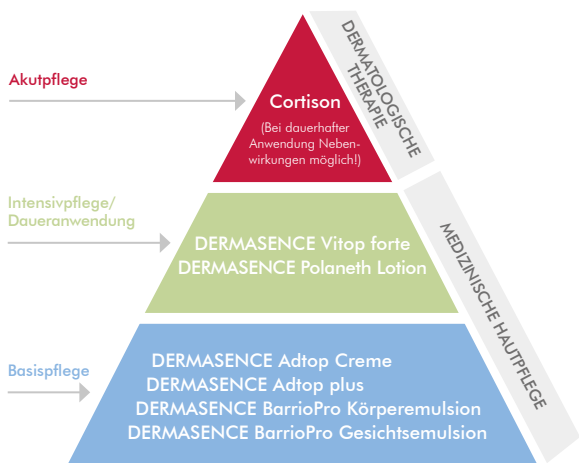 Akutpflege
Cortison
(Bei dauerhafter
Anwendung Neben-
wirkungen möglich!)
DERMATOLOGISCHE
THERAPIE
Intensivpflege/
Daueranwendung
DERMASENCE Vitop forte
DERMASENCE Polaneth Lotion
MEDIZINISCHE HAUTPFLEGE
Basispflege
DERMASENCE Adtop Creme
DERMASENCE Adtop plus
DERMASENCE BarrioPro Körperemulsion
DERMASENCE BarrioPro Gesichtsemulsion